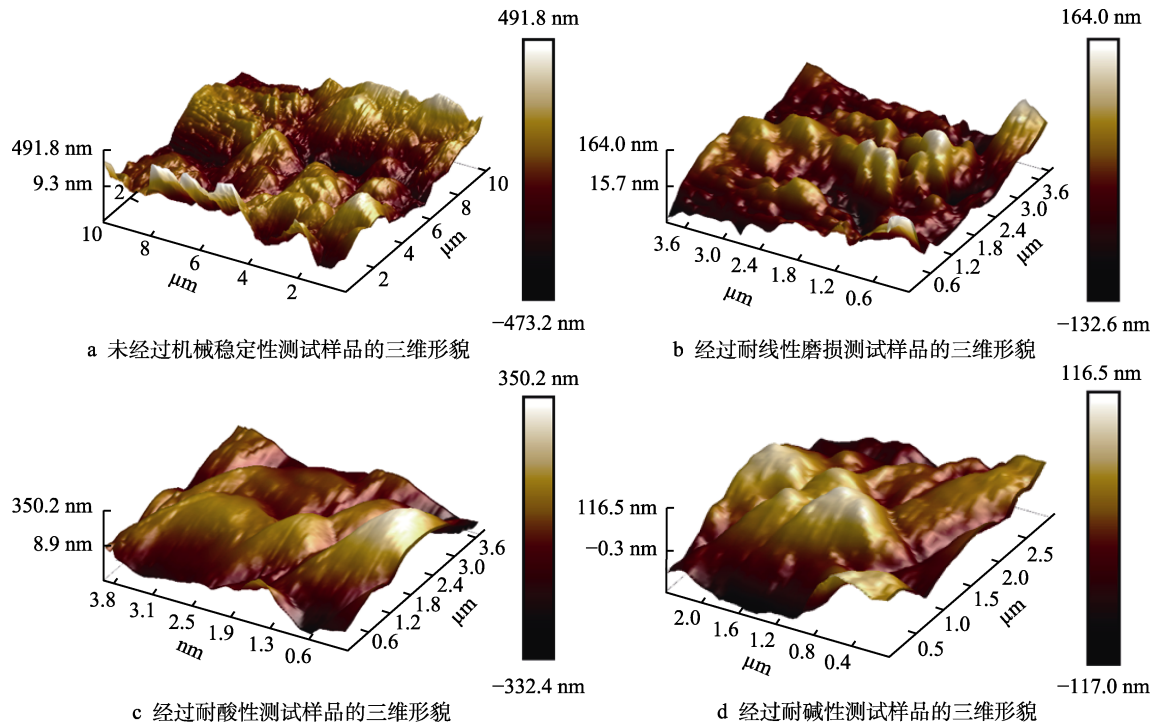 491.8 nm
491.8 nm
9.3 nm
2
10
8
6
4
2
μm
2
4
6
8
10
μm
−473.2 nm
a 未经过机械稳定性测试样品的三维形貌
164.0 nm
164.0 nm
15.7 nm
3.6
3.0
2.4
1.8
1.2
0.6
μm
0.6
1.2
1.8
2.4
3.0
3.6
μm
−132.6 nm
b 经过耐线性磨损测试样品的三维形貌
350.2 nm
350.2 nm
8.9 nm
3.8
3.1
2.5
1.9
1.3
0.6
nm
0.6
1.2
1.8
2.4
3.0
3.6
μm
−332.4 nm
c 经过耐酸性测试样品的三维形貌
116.5 nm
116.5 nm
−0.3 nm
2.0
1.6
1.2
0.8
0.4
μm
0.5
1.0
1.5
2.0
2.5
μm
−117.0 nm
d 经过耐碱性测试样品的三维形貌